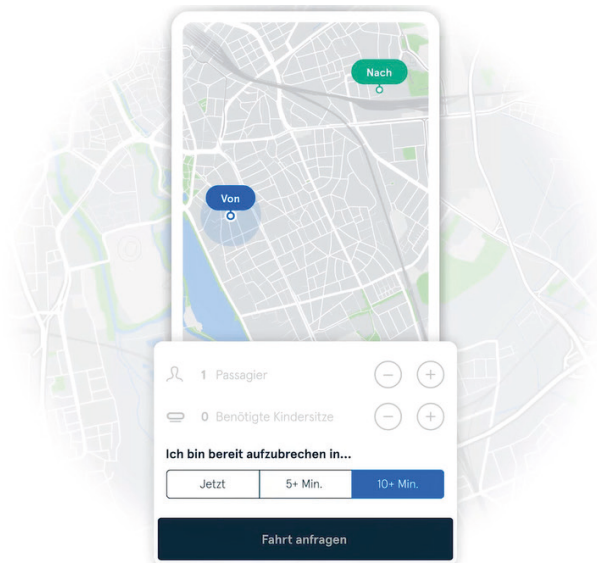 Nach
Von
1 Passagier
0 Benötigte Kindersitze
Ich bin bereit aufzubrechen in...
Jetzt 5+ Min. 10+ Min.
Fahrt anfragen